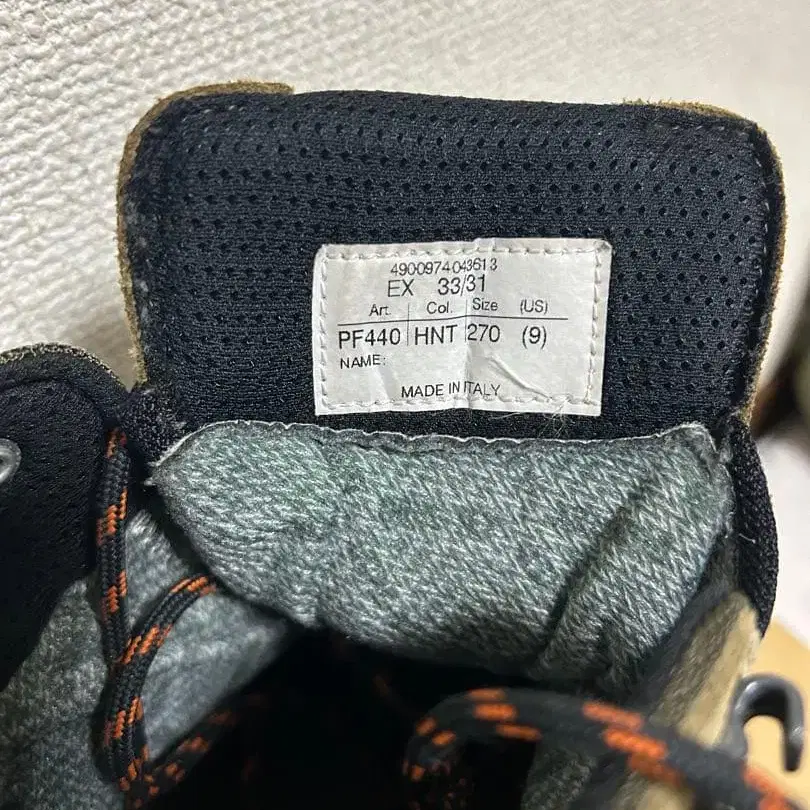 4900974043613
EX 33/31
Art. Col. Size (US)
PF440 HNT 270 (9)
NAME:
MADE IN ITALY